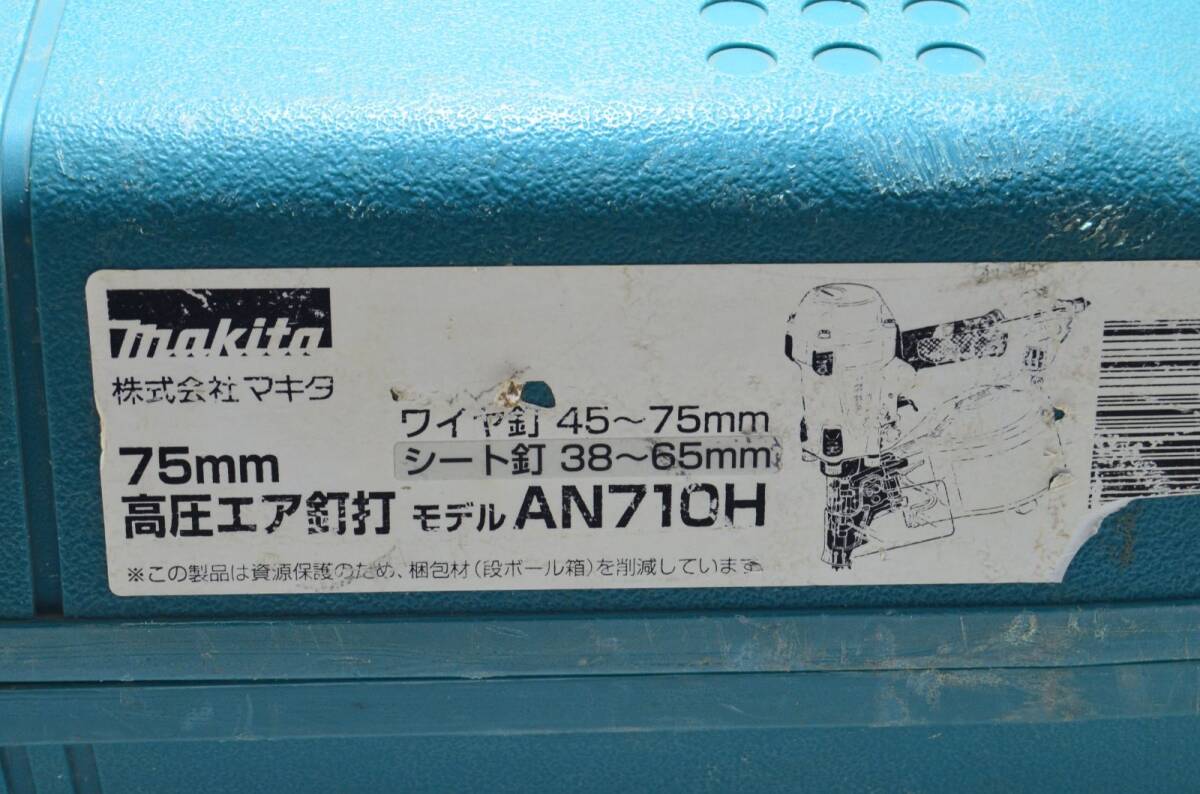 makita
株式会社マキタ
ワイヤ釘 45～75mm
シート釘 38～65mm
75mm
高圧エア釘打 モデル AN710H
※この製品は資源保護のため、梱包材(段ボール箱)を削減しています